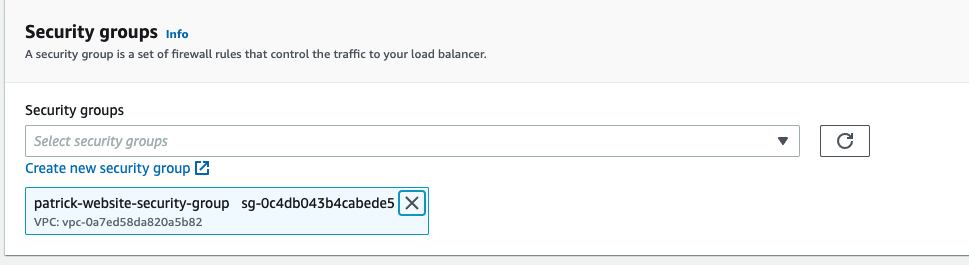 Security groups Info
A security group is a set of firewall rules that control the traffic to your load balancer.
Security groups
Select security groups
Create new security group
patrick-website-security-group sg-0c4db043b4cabede5
VPC: vpc-0a7ed58da820a5b82